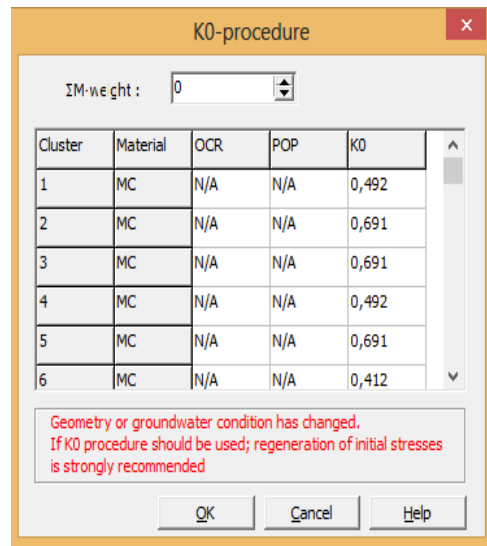 K0-procedure
x
ΣM-weight : 0
Cluster Material OCR POP K0
1 MC N/A N/A 0,492
2 MC N/A N/A 0,691
3 MC N/A N/A 0,691
4 MC N/A N/A 0,492
5 MC N/A N/A 0,691
6 MC N/A N/A 0,412
Geometry or groundwater condition has changed.
If K0 procedure should be used; regeneration of initial stresses
is strongly recommended
OK Cancel Help